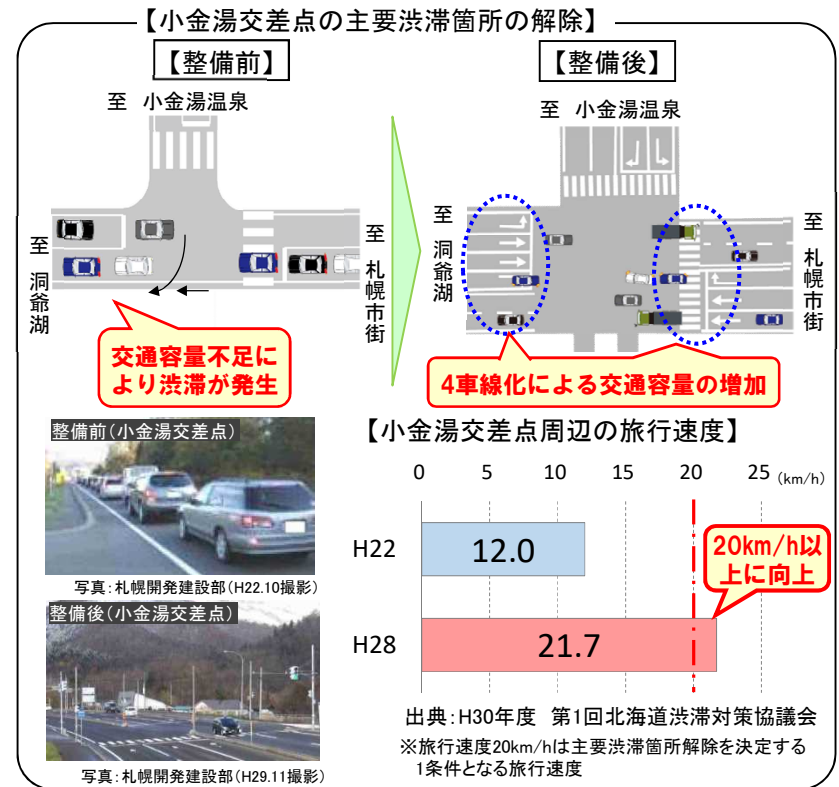 【小金湯交差点の主要渋滞箇所の解除】
【整備前】
至 小金湯温泉
至 洞爺湖
至 札幌市街
交通容量不足に
より渋滞が発生
【整備後】
至 小金湯温泉
至 洞爺湖
至 札幌市街
4車線化による交通容量の増加
整備前(小金湯交差点)
写真:札幌開発建設部(H22.10撮影)
整備後(小金湯交差点)
写真:札幌開発建設部(H29.11撮影)
【小金湯交差点周辺の旅行速度】
0 5 10 15 20 25 (km/h)
H22 12.0
20km/h以
上に向上
H28 21.7
出典:H30年度 第1回北海道渋滞対策協議会
※旅行速度20km/hは主要渋滞箇所解除を決定する
1条件となる旅行速度